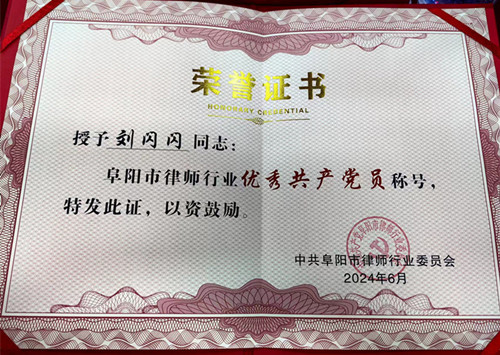 荣誉证书
HONORARY CREDENTIAL
授予刘闪闪同志:
阜阳市律师行业优秀共产党员称号,
特发此证,以资鼓励。
中共阜阳市律师行业委员会
2024年6月